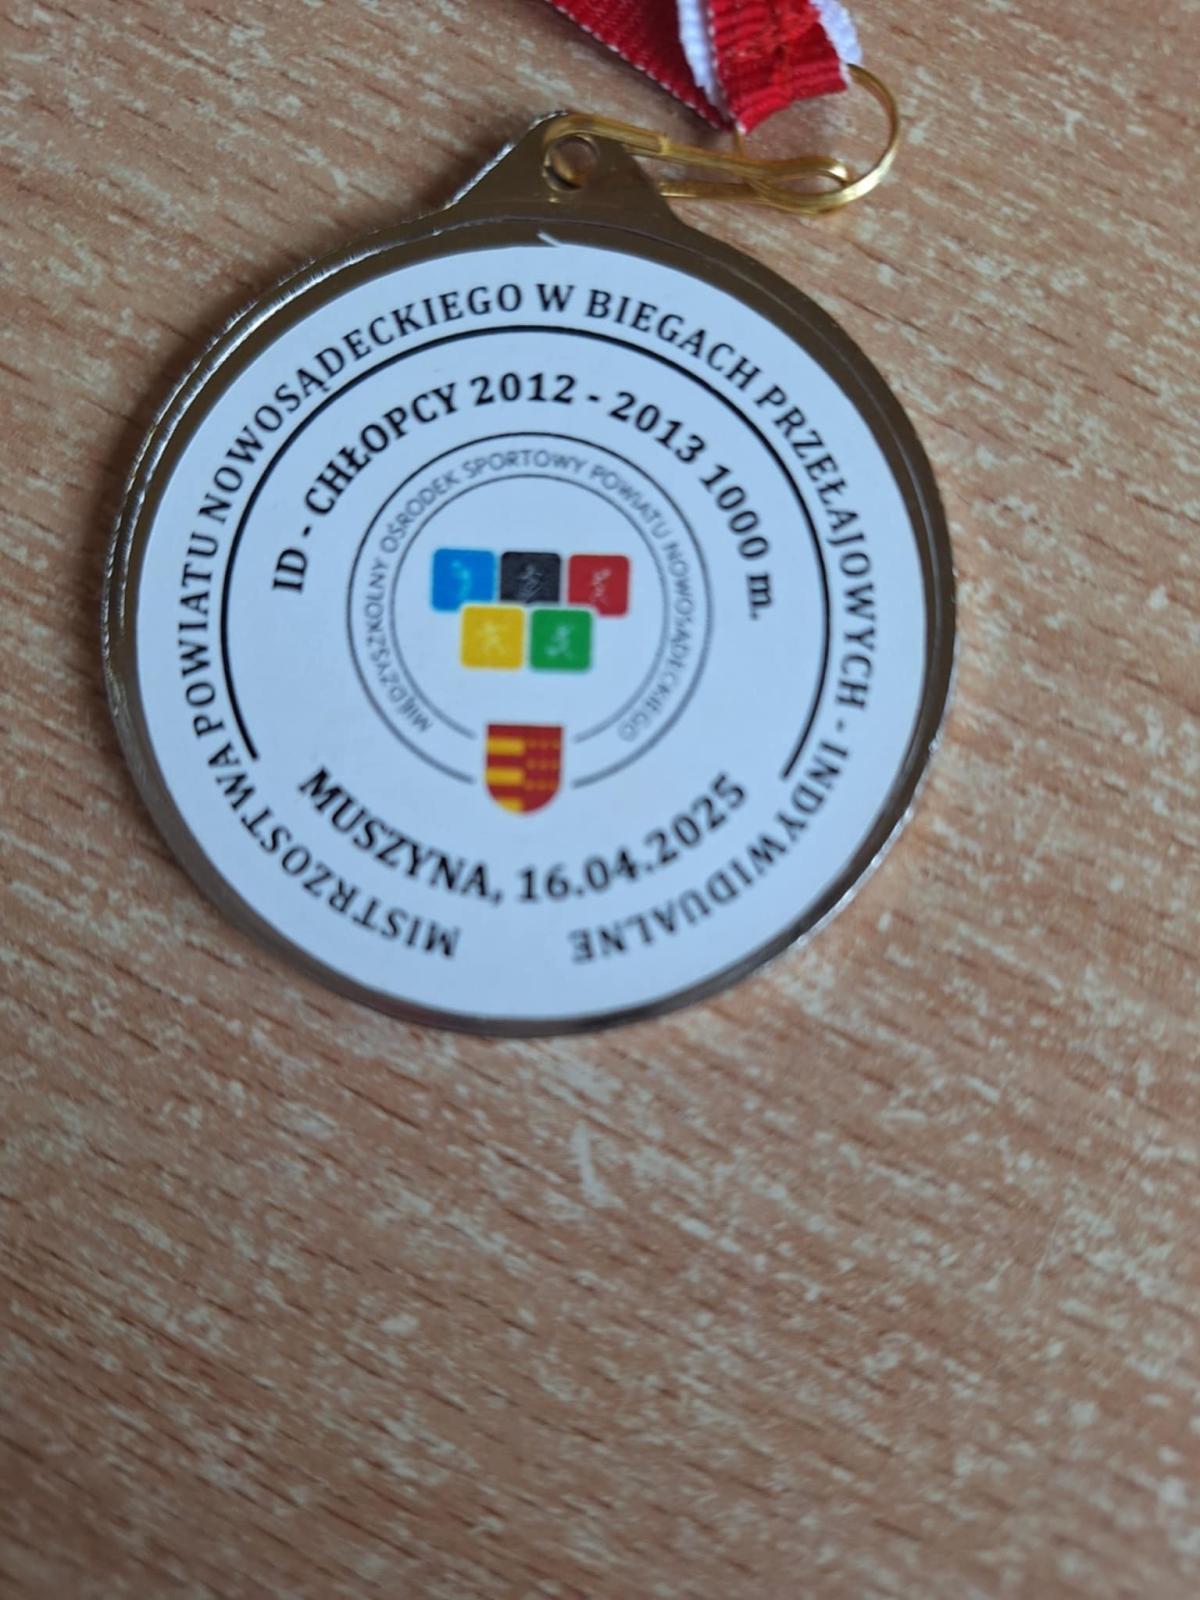 MISTRZOSTWA POWIATU NOWOSĄDECKIEGO W BIEGACH PRZEŁAJOWYCH - INDYWIDUALNE
ID - CHŁOPCY 2012 - 2013 1000 m.
MIĘDZYSZKOLNY OŚRODEK SPORTOWY POWIATU NOWOSĄDECKIEGO
MUSZYNA, 16.04.2025